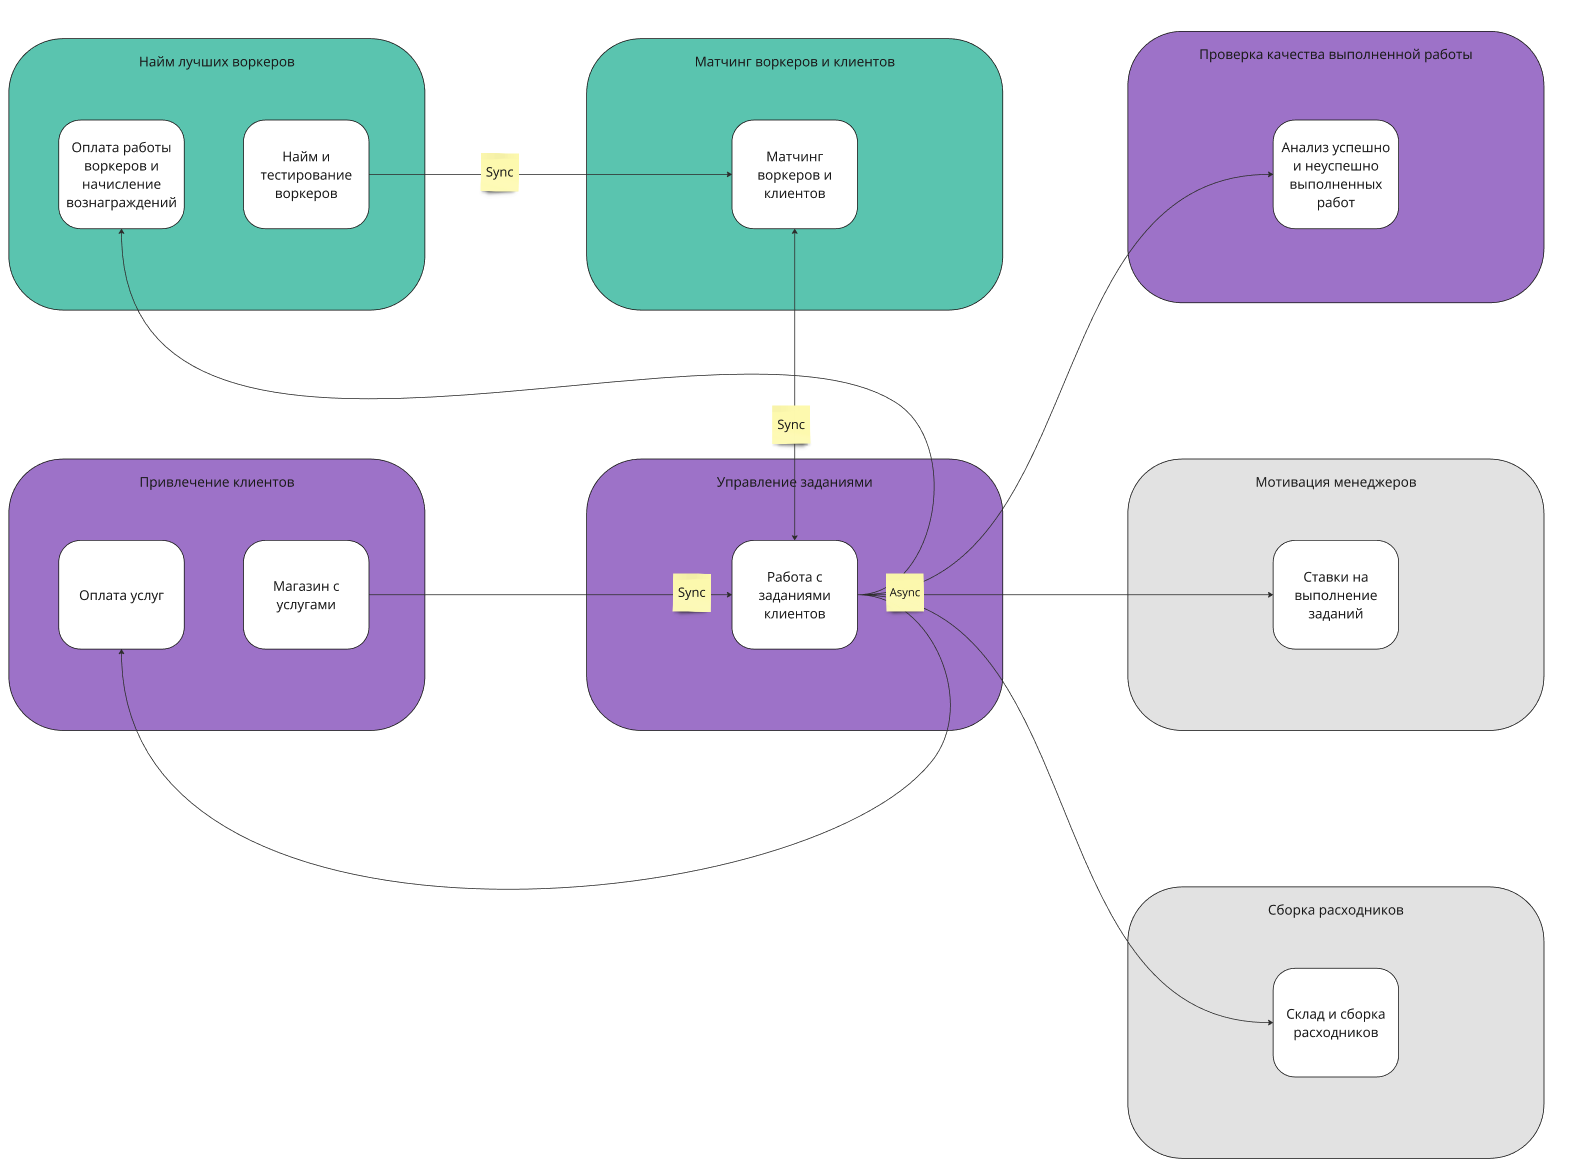 Найм лучших воркеров
Оплата работы
воркеров и
начисление
вознаграждений
Найм и
тестирование
воркеров
Sync
Матчинг воркеров и клиентов
Матчинг
воркеров и
клиентов
Проверка качества выполненной работы
Анализ успешно
и неуспешно
выполненных
работ
Sync
Привлечение клиентов
Оплата услуг
Магазин с
услугами
Управление заданиями
Sync
Работа с
заданиями
клиентов
Async
Мотивация менеджеров
Ставки на
выполнение
заданий
Сборка расходников
Склад и сборка
расходников